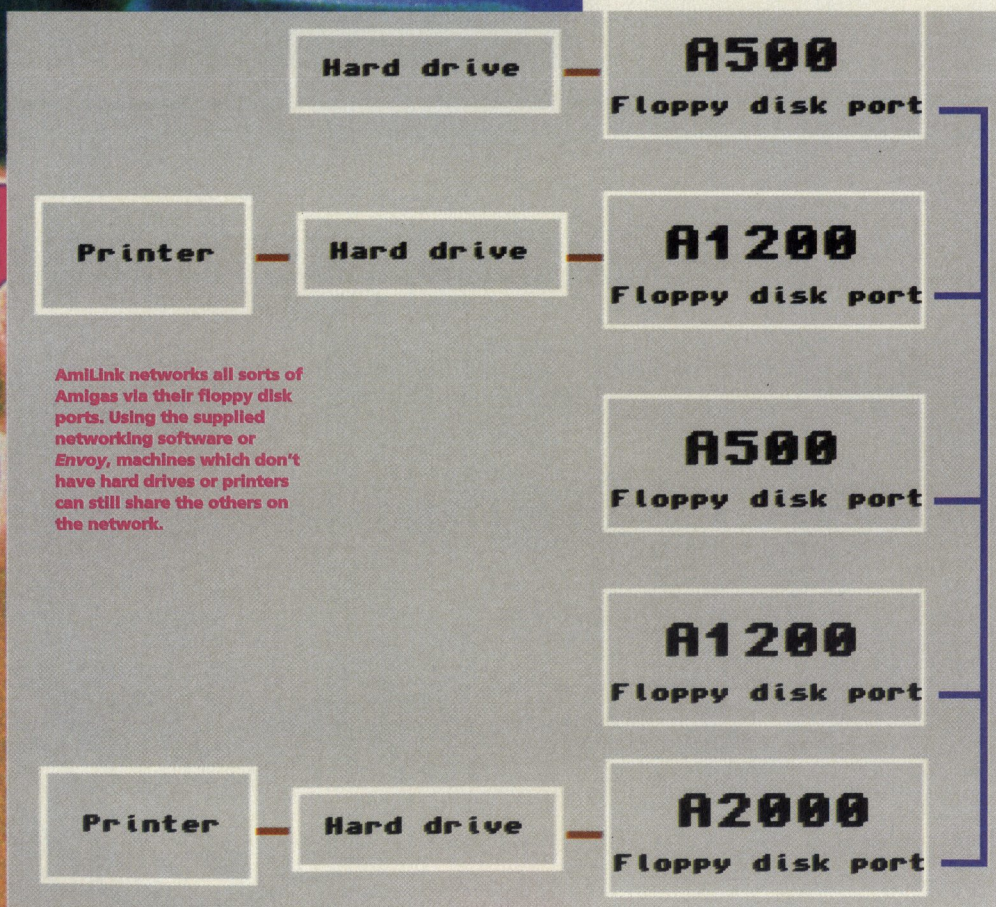 Hard drive
A500
Floppy disk port
Printer
Hard drive
A1200
Floppy disk port
AmiLink networks all sorts of
Amigas via their floppy disk
ports. Using the supplied
networking software or
Envoy, machines which don't
have hard drives or printers
can still share the others on
the network.
A500
Floppy disk port
A1200
Floppy disk port
Printer
Hard drive
A2000
Floppy disk port